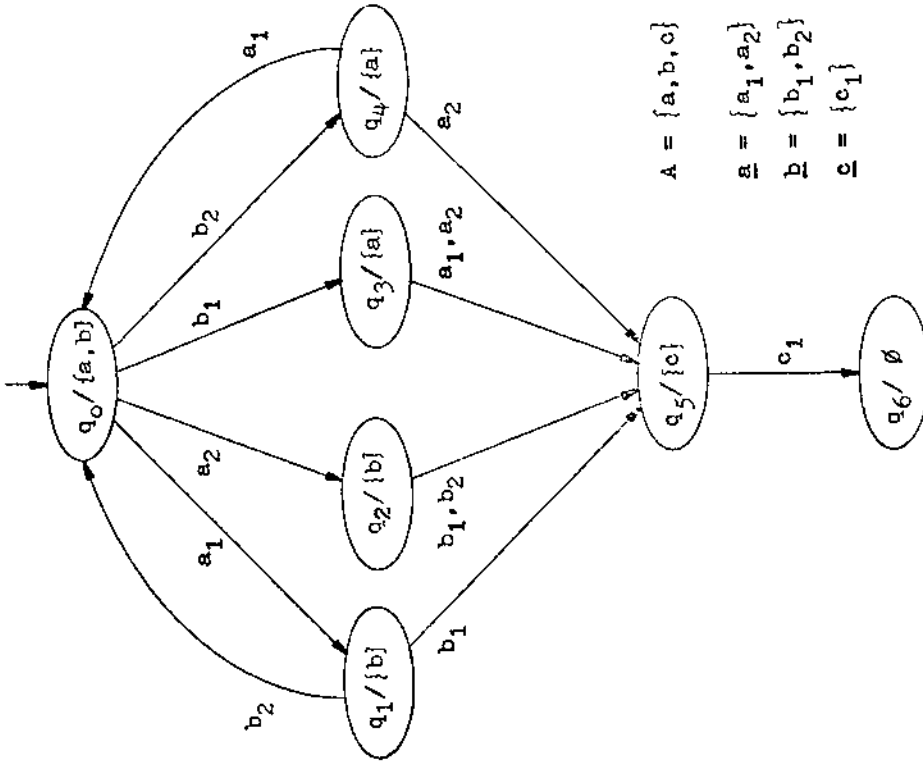 q₀/{a,b}
a₁
a₂
b₁
b₂
b₂
a₁
q₁/{b}
q₂/{b}
q₃/{a}
q₄/{a}
b₁
b₁,b₂
a₁,a₂
a₂
q₅/{c}
c₁
q₆/ ∅
A = {a,b,c}
a̲ = {a₁,a₂}
b̲ = {b₁,b₂}
c̲ = {c₁}